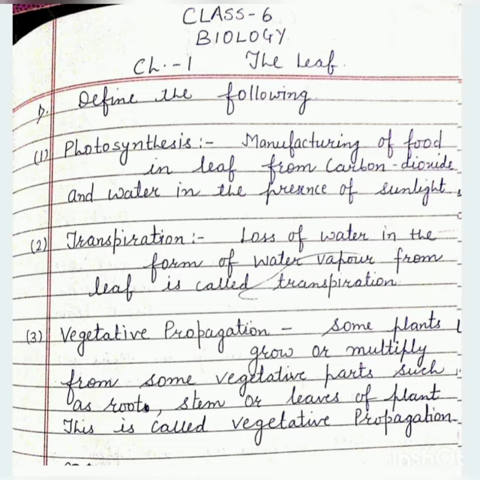 CLASS-6
BIOLOGY
Ch.-1 The Leaf.
Define the following
(1) Photosynthesis:- Manufacturing of food
in leaf from Carbon-dioxide
and water in the presence of sunlight.
(2) Transpiration:- Loss of water in the
form of water vapour from
leaf is called transpiration
(3) Vegetative Propagation - Some plants
grow or multiply
from some vegetative parts such
as roots, stem or leaves of plant
This is called vegetative Propagation
InShOt